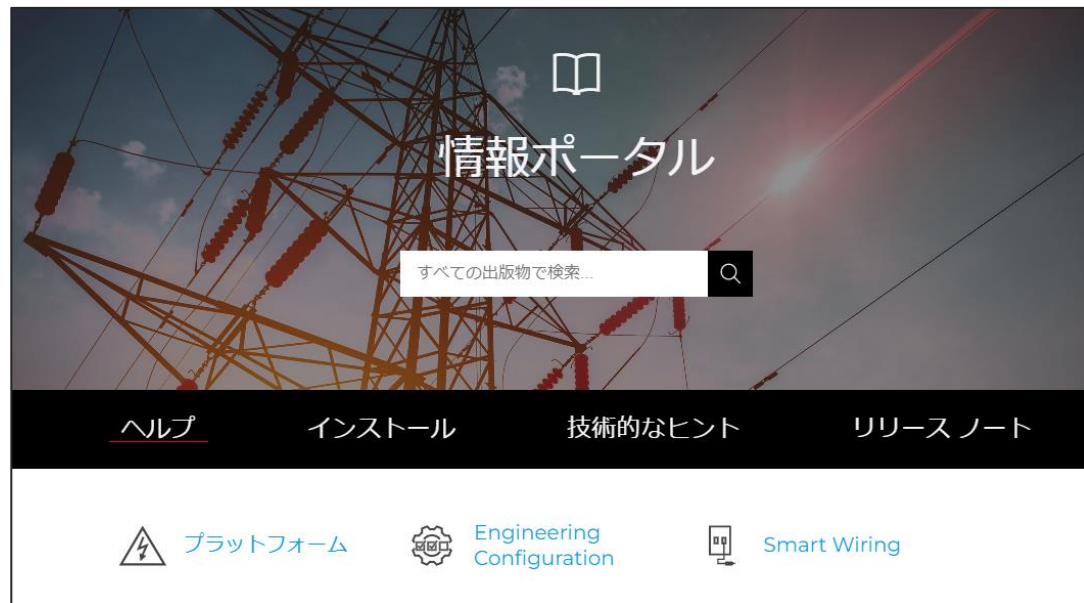 情報ポータル
すべての出版物で検索...
ヘルプ
インストール
技術的なヒント
リリース ノート
プラットフォーム
Engineering
Configuration
Smart Wiring